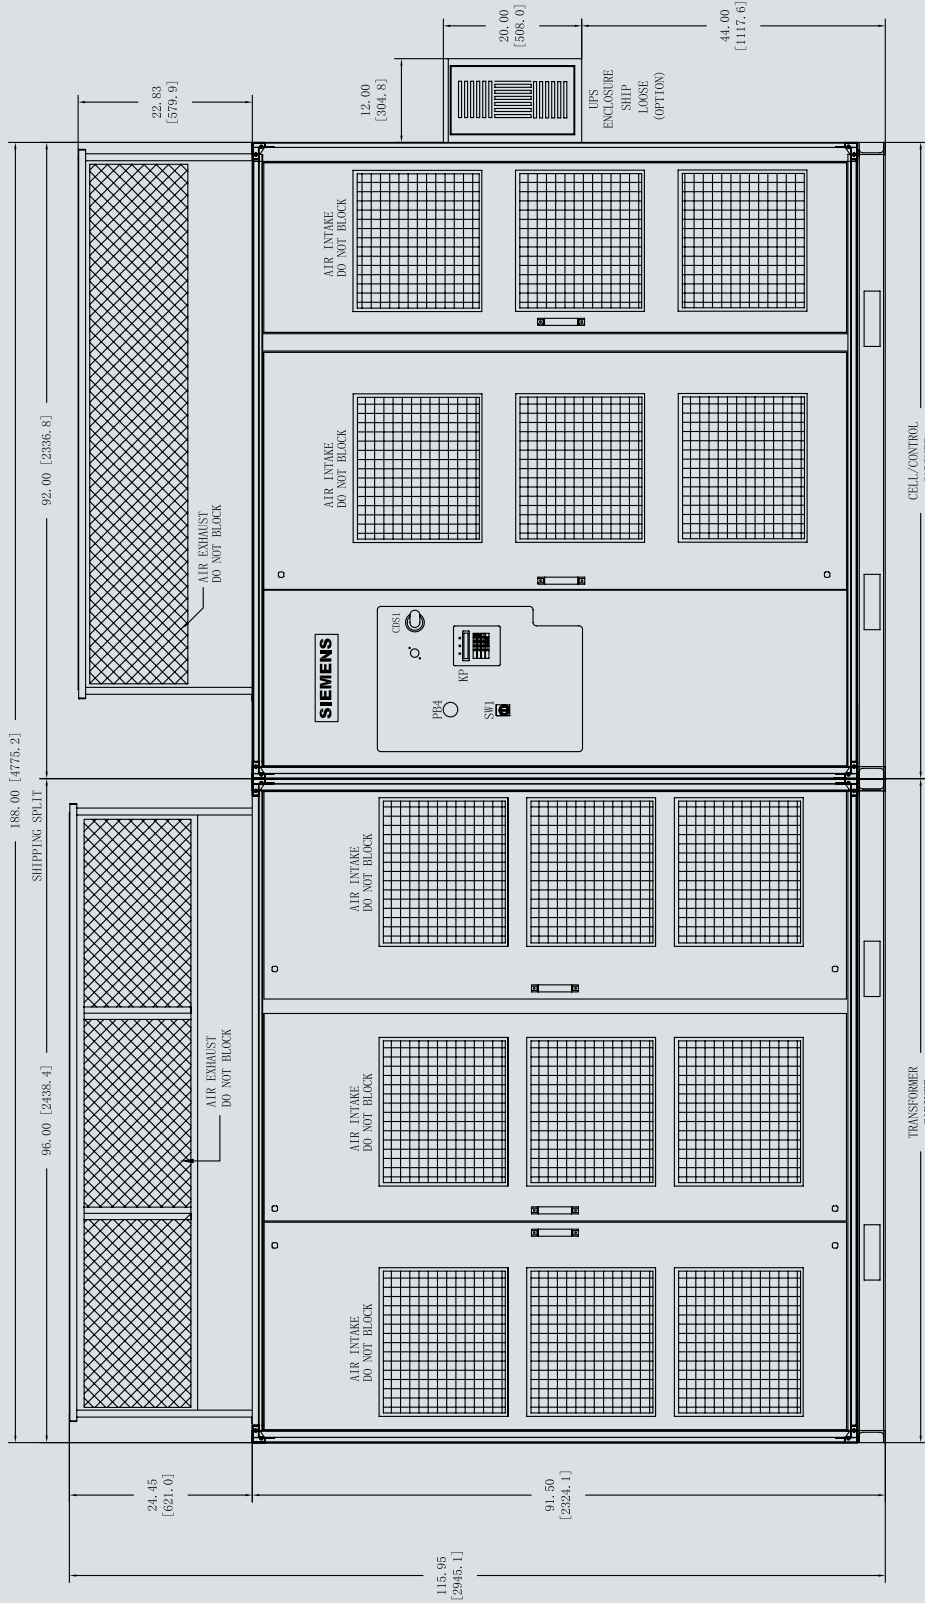 188.00 [4775.2]
SHIPPING SPLIT
96.00 [2438.4]
92.00 [2336.8]
115.95
[2945.1]
24.45
[621.0]
91.50
[2324.1]
22.83
[579.9]
12.00
[304.8]
20.00
[508.0]
44.00
[1117.6]
AIR EXHAUST
DO NOT BLOCK
AIR EXHAUST
DO NOT BLOCK
AIR INTAKE
DO NOT BLOCK
AIR INTAKE
DO NOT BLOCK
AIR INTAKE
DO NOT BLOCK
SIEMENS
PB4
SW1
KP
CDS1
AIR INTAKE
DO NOT BLOCK
AIR INTAKE
DO NOT BLOCK
UPS
ENCLOSURE
SHIP
LOOSE
(OPTION)
TRANSFORMER
CELL/CONTROL